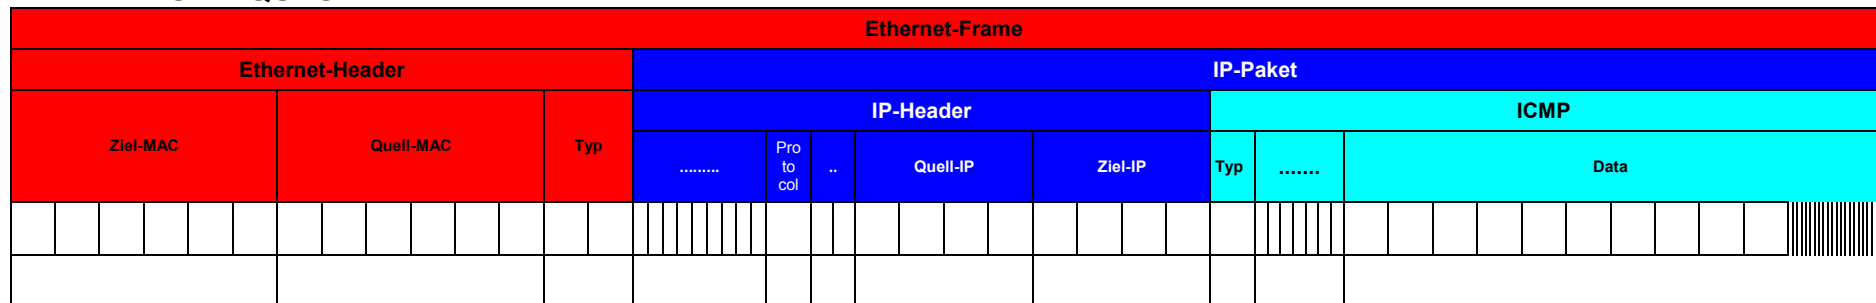 Ethernet-Frame
Ethernet-Header IP-Paket
IP-Header ICMP
Ziel-MAC Quell-MAC Typ ......... Pro
to
col .. Quell-IP Ziel-IP Typ ....... Data